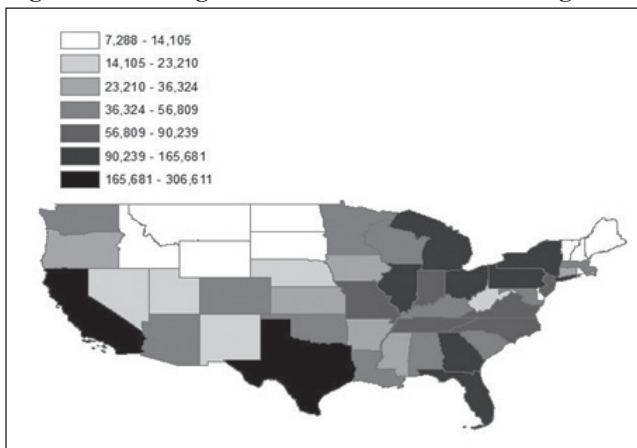 7,288 - 14,105
14,105 - 23,210
23,210 - 36,324
36,324 - 56,809
56,809 - 90,239
90,239 - 165,681
165,681 - 306,611